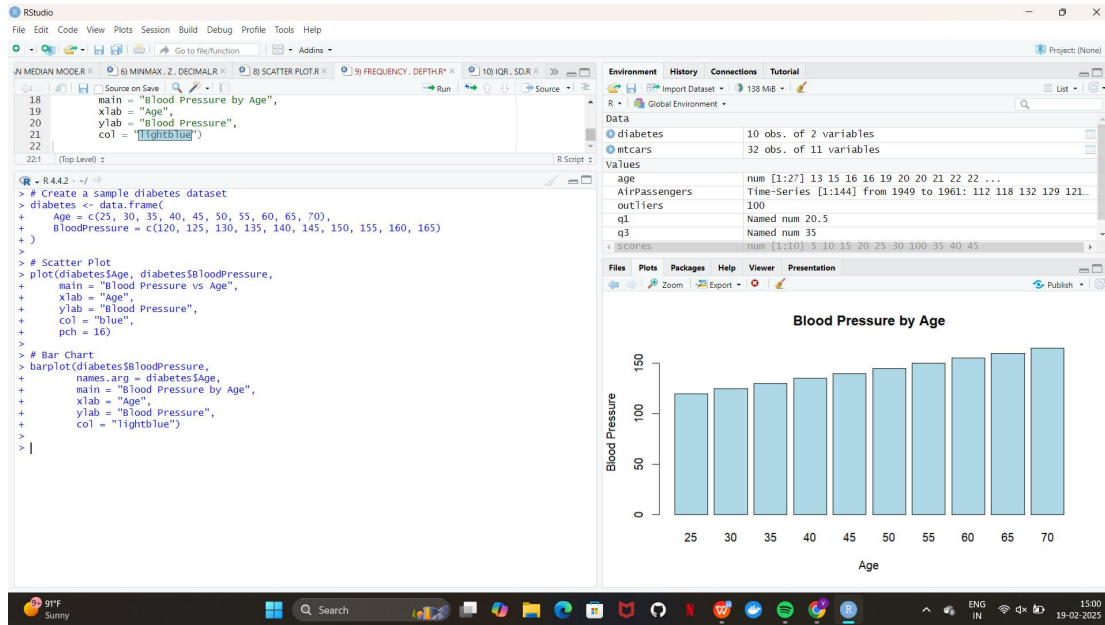 RStudio
File Edit Code View Plots Session Build Debug Profile Tools Help
Go to file/function Addins Project: (None)
AN MEDIAN MODE.R 6) MINMAX , Z . DECIMAL.R 8) SCATTER PLOT.R 9) FREQUENCY , DEPTH.R* 10) IQR , SD.R
Source on Save Run Source
18 main = "Blood Pressure by Age",
19 xlab = "Age",
20 ylab = "Blood Pressure",
21 col = "lightblue")
22
22:1 (Top Level) R Script
R 4.4.2 · ~/
> # Create a sample diabetes dataset
> diabetes <- data.frame(
+     Age = c(25, 30, 35, 40, 45, 50, 55, 60, 65, 70),
+     BloodPressure = c(120, 125, 130, 135, 140, 145, 150, 155, 160, 165)
+ )
>
> # Scatter Plot
> plot(diabetes$Age, diabetes$BloodPressure,
+      main = "Blood Pressure vs Age",
+      xlab = "Age",
+      ylab = "Blood Pressure",
+      col = "blue",
+      pch = 16)
>
> # Bar Chart
> barplot(diabetes$BloodPressure,
+         names.arg = diabetes$Age,
+         main = "Blood Pressure by Age",
+         xlab = "Age",
+         ylab = "Blood Pressure",
+         col = "lightblue")
>
>
Environment History Connections Tutorial
Import Dataset 138 MiB List
R Global Environment
Data
diabetes 10 obs. of 2 variables
mtcars 32 obs. of 11 variables
Values
age num [1:27] 13 15 16 16 19 20 20 21 22 22 ...
AirPassengers Time-Series [1:144] from 1949 to 1961: 112 118 132 129 121…
outliers 100
q1 Named num 20.5
q3 Named num 35
scores num [1:10] 5 10 15 20 25 30 100 35 40 45
Files Plots Packages Help Viewer Presentation
Zoom Export Publish
Blood Pressure by Age
Blood Pressure
150
100
50
0
25 30 35 40 45 50 55 60 65 70
Age
9+ 91°F
Sunny
Search
ENG
IN
15:00
19-02-2025